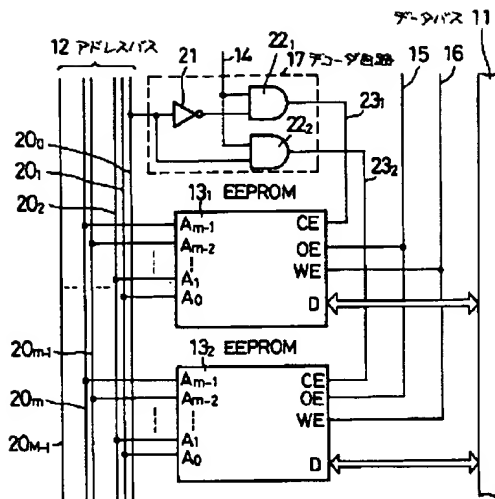 データバス 11
12 アドレスバス
21
14
22₁
17 デコーダ回路
15
16
20₀
20₁
20₂
22₂
23₁
23₂
13₁ EEPROM
Am-1
Am-2
A₁
A₀
CE
OE
WE
D
13₂ EEPROM
20m-1
20m
20M-1
Am-1
Am-2
A₁
A₀
CE
OE
WE
D
11